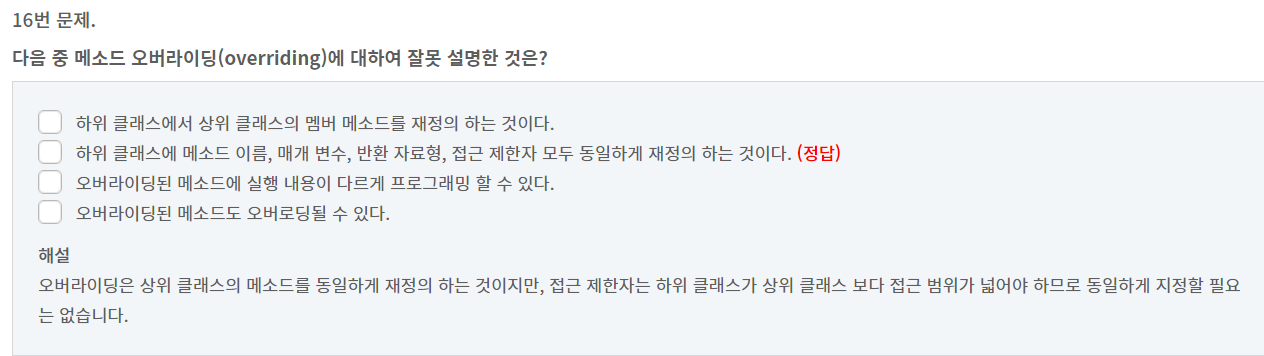 16번 문제.
다음 중 메소드 오버라이딩(overriding)에 대하여 잘못 설명한 것은?
하위 클래스에서 상위 클래스의 멤버 메소드를 재정의 하는 것이다.
하위 클래스에 메소드 이름, 매개 변수, 반환 자료형, 접근 제한자 모두 동일하게 재정의 하는 것이다. (정답)
오버라이딩된 메소드에 실행 내용이 다르게 프로그래밍 할 수 있다.
오버라이딩된 메소드도 오버로딩될 수 있다.
해설
오버라이딩은 상위 클래스의 메소드를 동일하게 재정의 하는 것이지만, 접근 제한자는 하위 클래스가 상위 클래스 보다 접근 범위가 넓어야 하므로 동일하게 지정할 필요
는 없습니다.